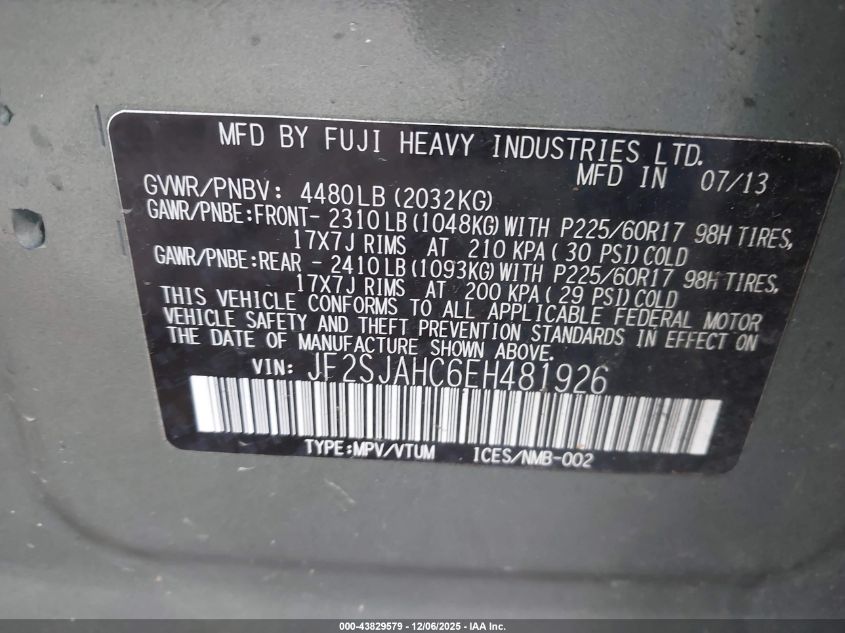 MFD BY FUJI HEAVY INDUSTRIES LTD.
MFD IN 07/13
GVWR/PNBV: 4480LB (2032KG)
GAWR/PNBE:FRONT- 2310LB (1048KG) WITH P225/60R17 98H TIRES,
17X7J RIMS AT 210 KPA ( 30 PSI) COLD
GAWR/PNBE:REAR - 2410LB (1093KG) WITH P225/60R17 98H TIRES,
17X7J RIMS AT 200 KPA ( 29 PSI) COLD
THIS VEHICLE CONFORMS TO ALL APPLICABLE FEDERAL MOTOR
VEHICLE SAFETY AND THEFT PREVENTION STANDARDS IN EFFECT ON
THE DATE OF MANUFACTURE SHOWN ABOVE.
VIN: JF2SJAHC6EH481926
TYPE:MPV/VTUM ICES/NMB-002
000-43829579 - 12/06/2025 - IAA Inc.